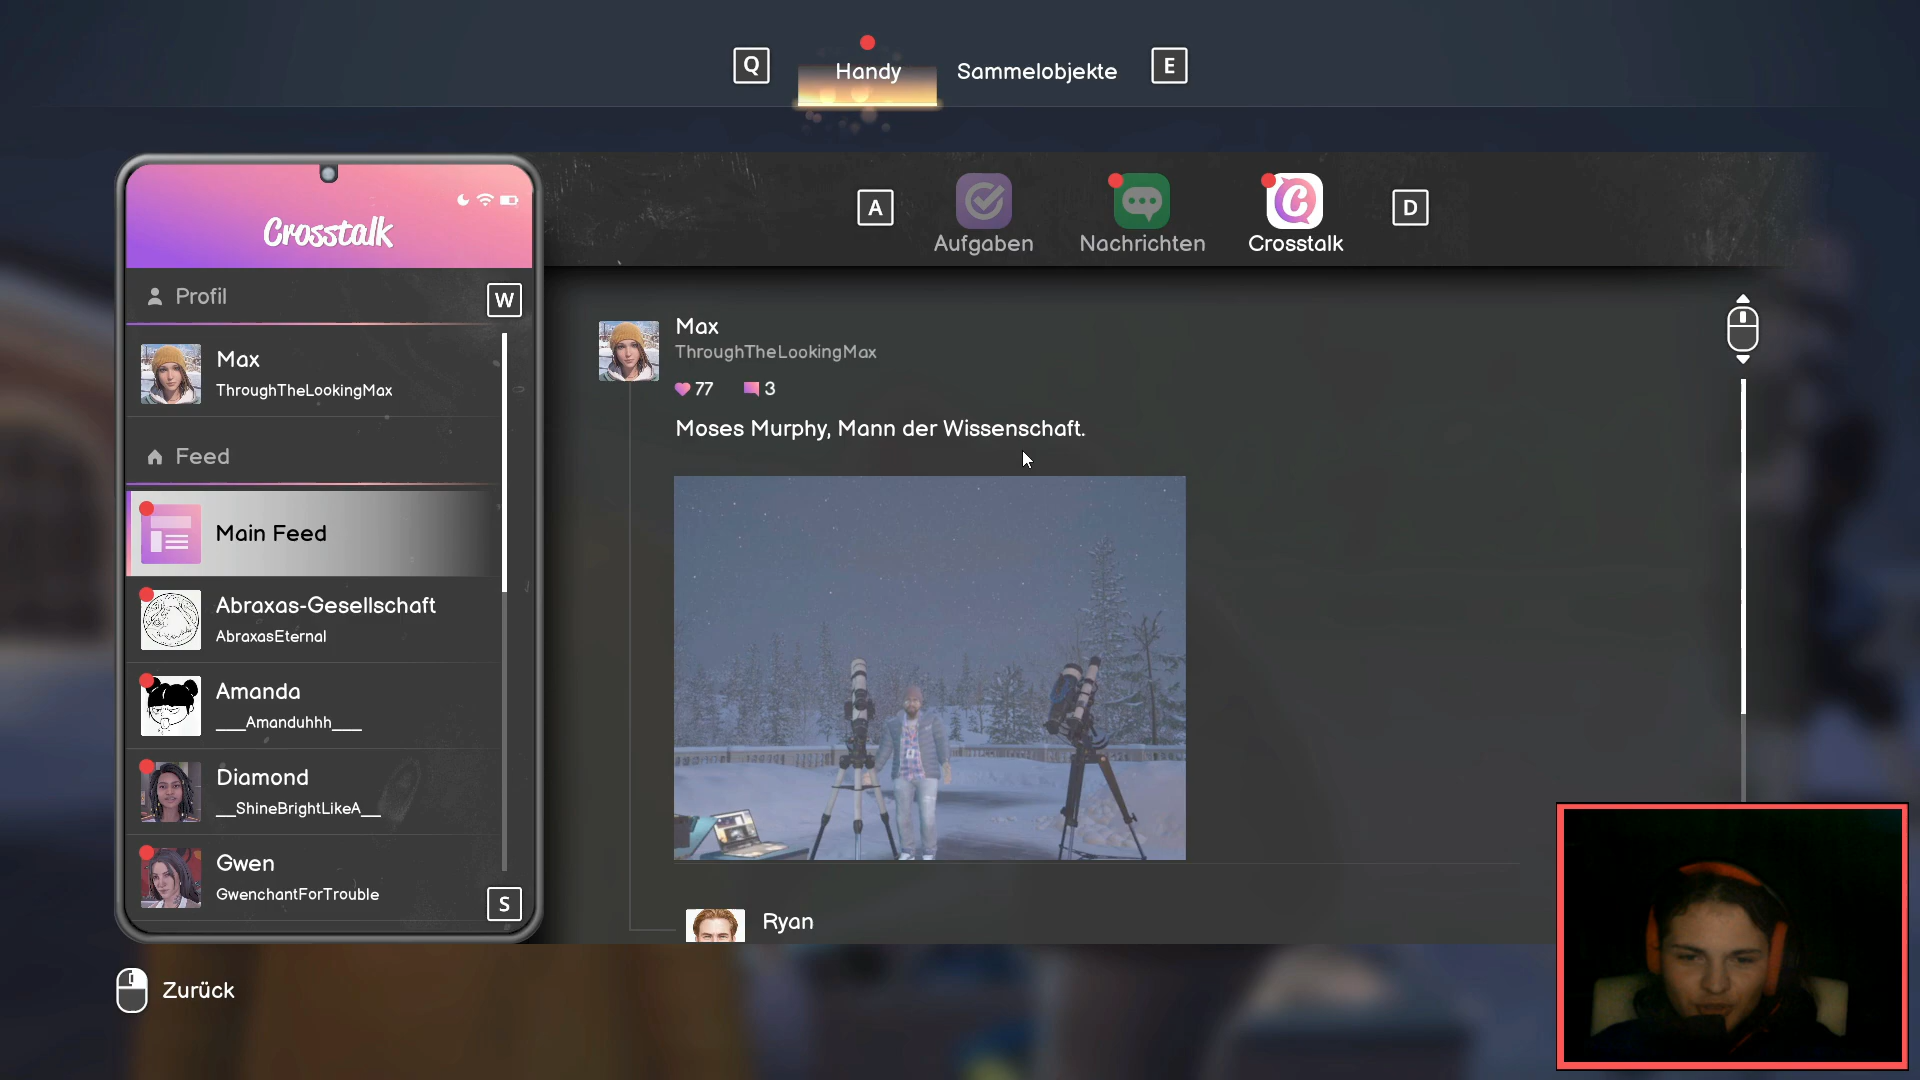 Q
Handy
Sammelobjekte
E
Crosstalk
Profil
W
Max
ThroughTheLookingMax
Feed
Main Feed
Abraxas-Gesellschaft
AbraxasEternal
Amanda
___Amanduhhh___
Diamond
__ShineBrightLikeA__
Gwen
GwenchantForTrouble
S
A
Aufgaben
Nachrichten
Crosstalk
D
Max
ThroughTheLookingMax
77 3
Moses Murphy, Mann der Wissenschaft.
Ryan
Zurück